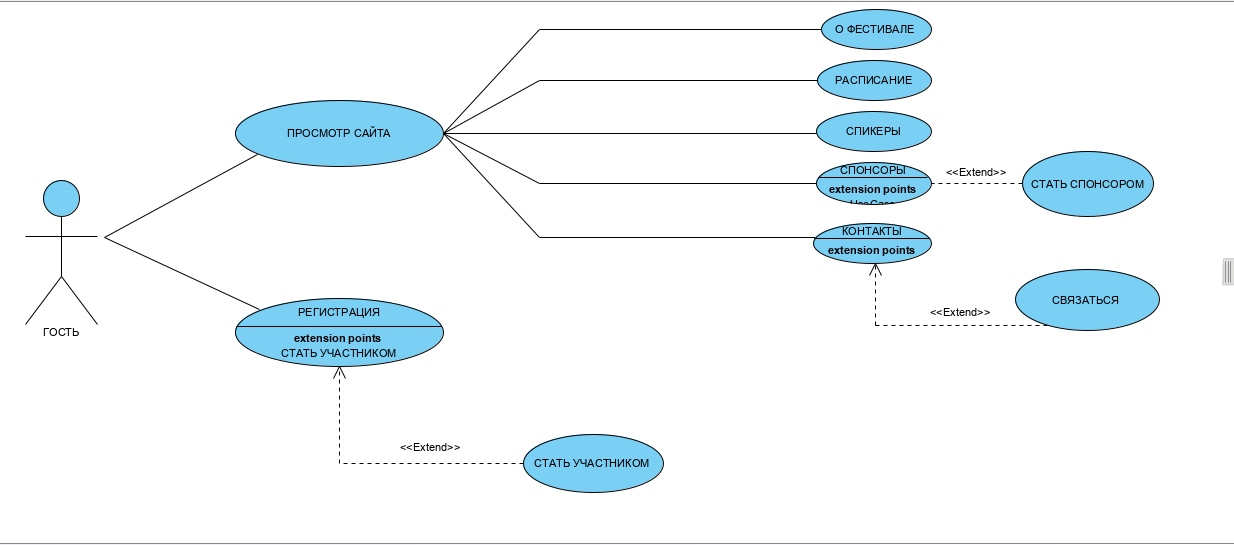 О ФЕСТИВАЛЕ
РАСПИСАНИЕ
ПРОСМОТР САЙТА
СПИКЕРЫ
СПОНСОРЫ
extension points
<<Extend>>
СТАТЬ СПОНСОРОМ
КОНТАКТЫ
extension points
<<Extend>>
СВЯЗАТЬСЯ
ГОСТЬ
РЕГИСТРАЦИЯ
extension points
СТАТЬ УЧАСТНИКОМ
<<Extend>>
СТАТЬ УЧАСТНИКОМ